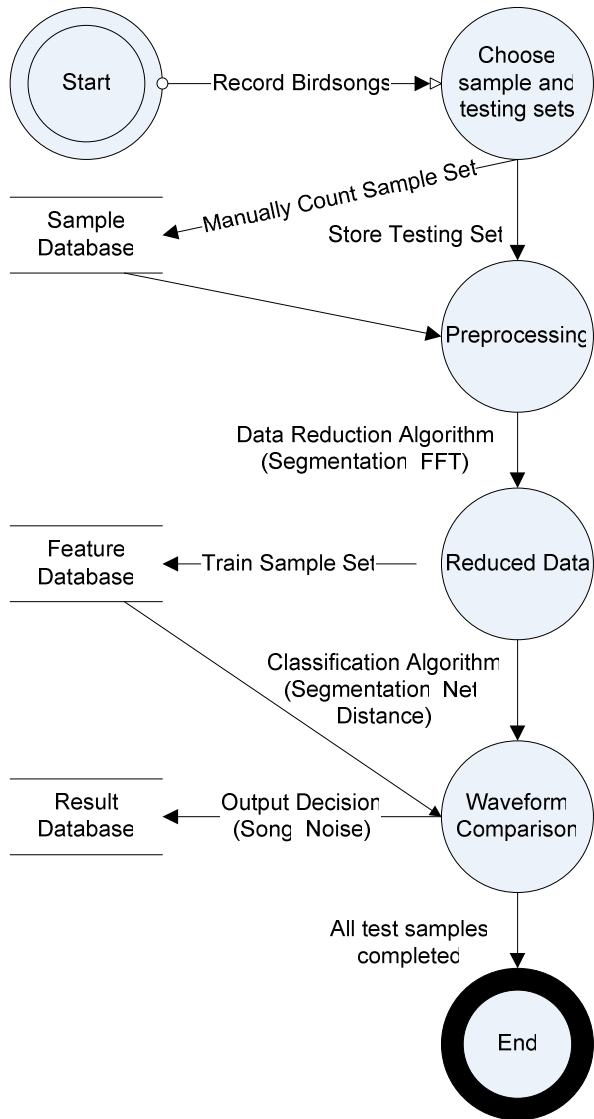 Start
Record Birdsongs
Choose
sample and
testing sets
Manually Count Sample Set
Sample
Database
Store Testing Set
Preprocessing
Data Reduction Algorithm
(Segmentation FFT)
Feature
Database
Train Sample Set
Reduced Data
Classification Algorithm
(Segmentation Net
Distance)
Result
Database
Output Decision
(Song Noise)
Waveform
Comparison
All test samples
completed
End